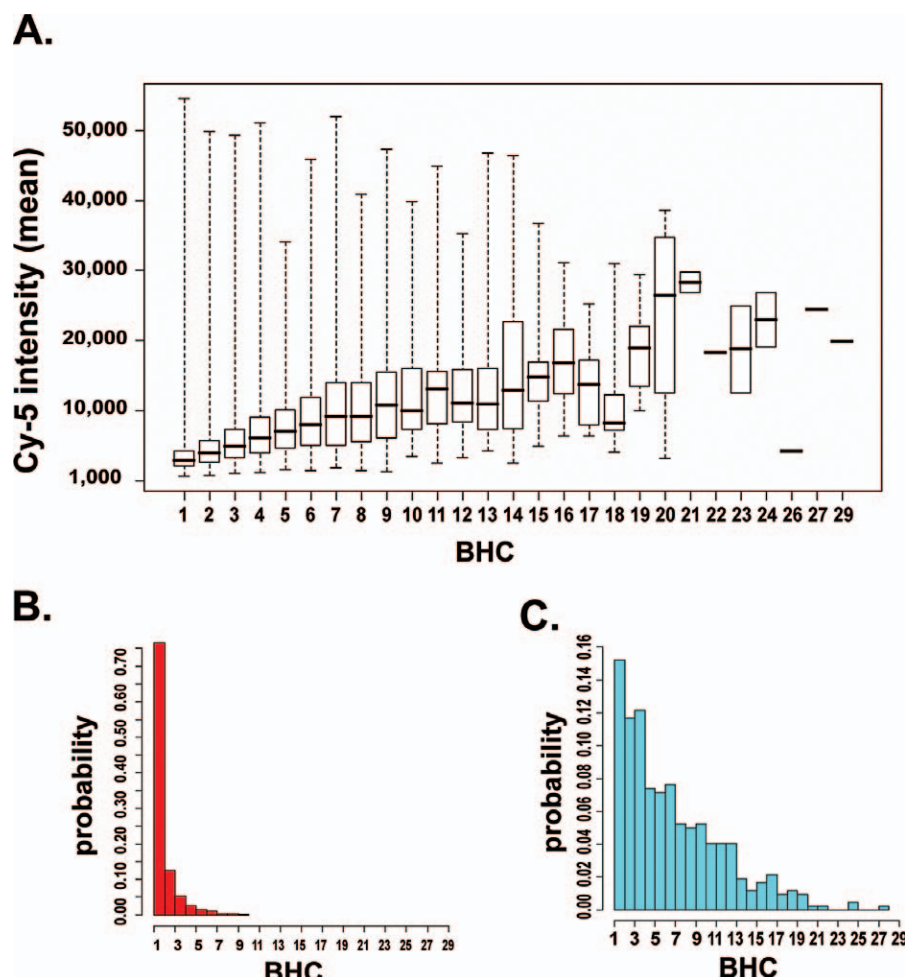 A.
Cy-5 intensity (mean)
50,000
40,000
30,000
20,000
10,000
1,000
1 2 3 4 5 6 7 8 9 10 11 12 13 14 15 16 17 18 19 20 21 22 23 24 26 27 29
BHC
B.
probability
0.70
0.60
0.50
0.40
0.30
0.20
0.10
0.00
1 3 5 7 9 11 13 15 17 19 21 23 25 27 29
BHC
C.
probability
0.16
0.14
0.12
0.10
0.08
0.06
0.04
0.02
0.00
1 3 5 7 9 11 13 15 17 19 21 23 25 27 29
BHC